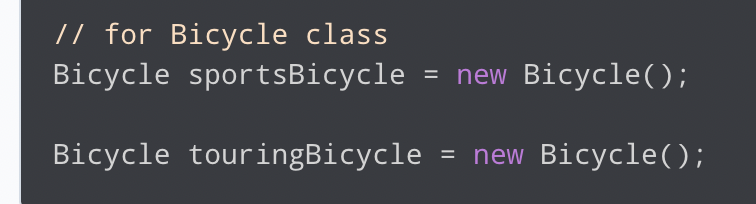 // for Bicycle class
Bicycle sportsBicycle = new Bicycle();
Bicycle touringBicycle = new Bicycle();